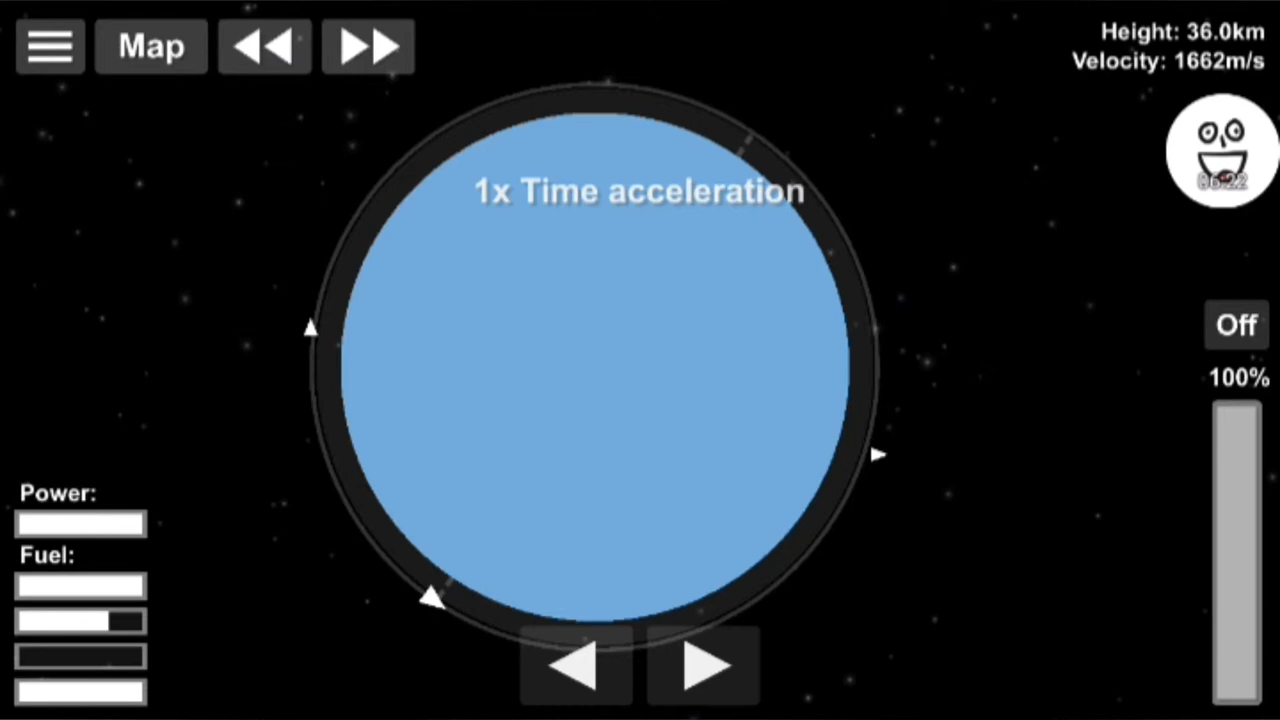 Map
Height: 36.0km
Velocity: 1662m/s
1x Time acceleration
Off
100%
Power:
Fuel: